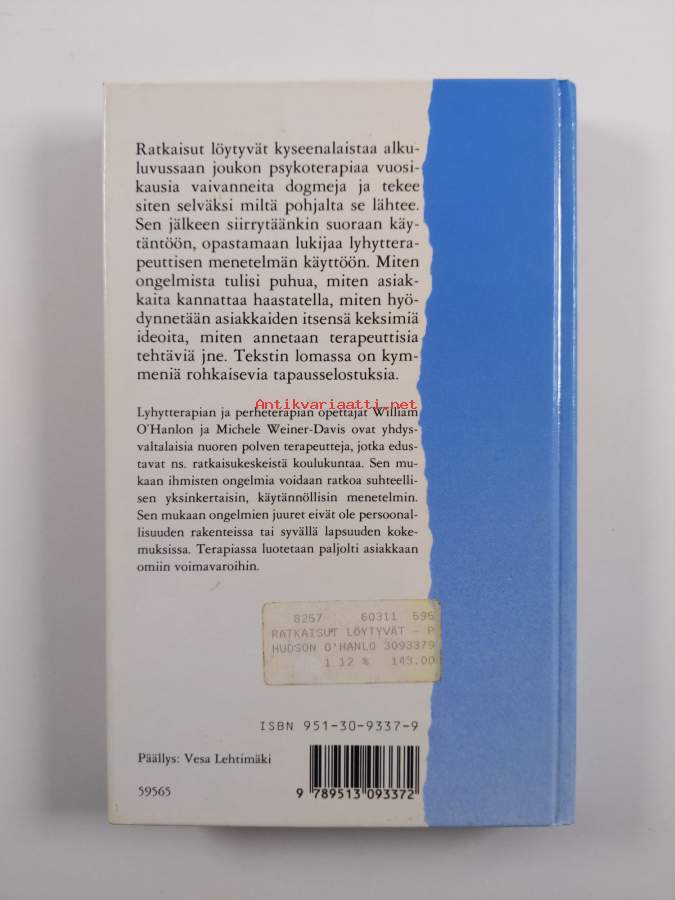 Ratkaisut löytyvät kyseenalaistaa alku-
luvussaan joukon psykoterapiaa vuosi-
kausia vaivanneita dogmeja ja tekee
siten selväksi miltä pohjalta se lähtee.
Sen jälkeen siirrytäänkin suoraan käy-
täntöön, opastamaan lukijaa lyhyttera-
peuttisen menetelmän käyttöön. Miten
ongelmista tulisi puhua, miten asiak-
kaita kannattaa haastatella, miten hyö-
dynnetään asiakkaiden itsensä keksimiä
ideoita, miten annetaan terapeuttisia
tehtäviä jne. Tekstin lomassa on kym-
meniä rohkaisevia tapausselostuksia.
Antikvariaatti.net
Lyhytterapian ja perheterapian opettajat William
O'Hanlon ja Michele Weiner-Davis ovat yhdys-
valtalaisia nuoren polven terapeutteja, jotka edus-
tavat ns. ratkaisukeskeistä koulukuntaa. Sen mu-
kaan ihmisten ongelmia voidaan ratkoa suhteelli-
sen yksinkertaisin, käytännöllisin menetelmin.
Sen mukaan ongelmien juuret eivät ole persoonal-
lisuuden rakenteissa tai syvällä lapsuuden koke-
muksissa. Terapiassa luotetaan paljolti asiakkaan
omiin voimavaroihin.
8257 60311 595
RATKAISUT LÖYTYVÄT - P
HUDSON O'HANLO 3093379
1 12 % 143.00
ISBN 951-30-9337-9
Päällys: Vesa Lehtimäki
59565
9 789513 093372